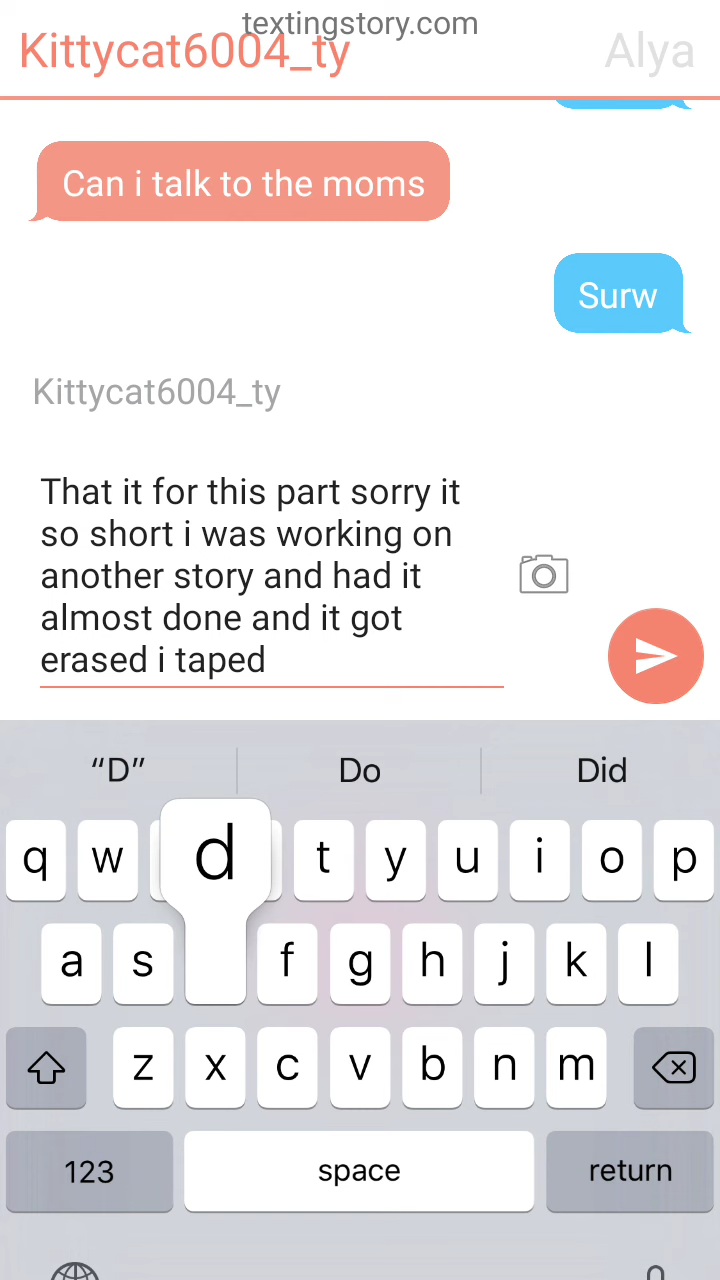 textingstory.com
Kittycat6004_ty
Alya
Can i talk to the moms
Surw
Kittycat6004_ty
That it for this part sorry it
so short i was working on
another story and had it
almost done and it got
erased i taped
“D” Do Did
q w d t y u i o p
a s f g h j k l
z x c v b n m
123 space return